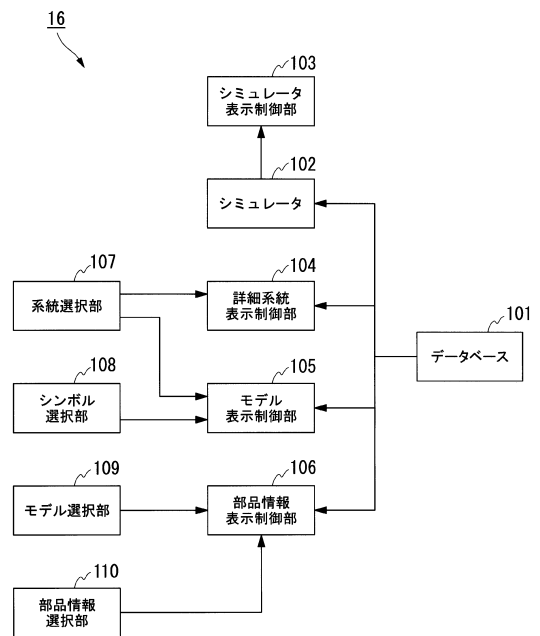 16
103
シミュレータ
表示制御部
102
シミュレータ
107
系統選択部
104
詳細系統
表示制御部
101
データベース
108
シンボル
選択部
105
モデル
表示制御部
109
モデル選択部
106
部品情報
表示制御部
110
部品情報
選択部